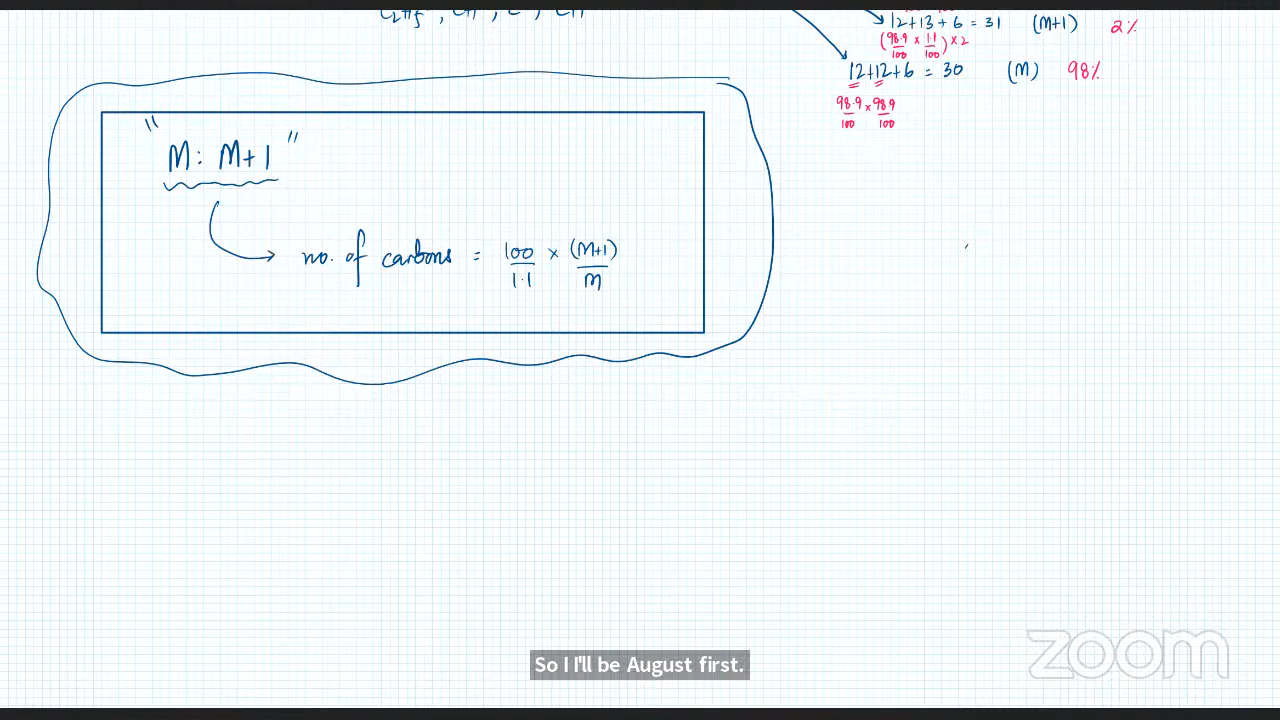 12+13+6 = 31 (M+1) 2%
(98.9/100 × 1.1/100) × 2
12+12+6 = 30 (M) 98%
98.9/100 × 98.9/100
"M : M+1"
no. of carbons = 100/1.1 × (M+1)/M
So I I'll be August first.
zoom